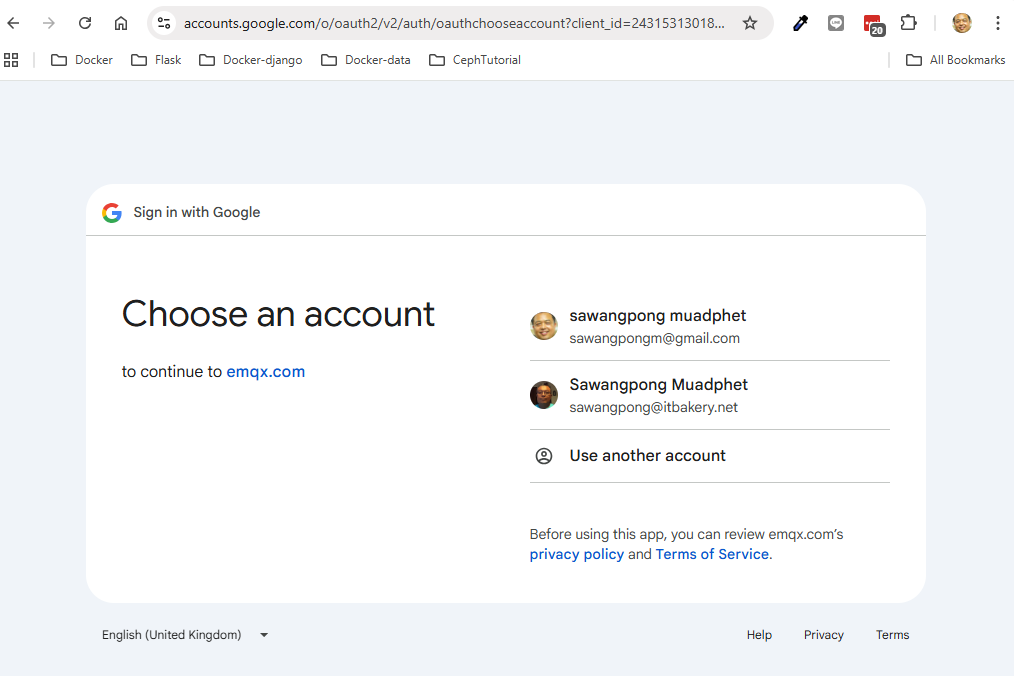 accounts.google.com/o/oauth2/v2/auth/oauthchooseaccount?client_id=24315313018...
20
Docker
Flask
Docker-django
Docker-data
CephTutorial
All Bookmarks
Sign in with Google
Choose an account
to continue to emqx.com
sawangpong muadphet
sawangpongm@gmail.com
Sawangpong Muadphet
sawangpong@itbakery.net
Use another account
Before using this app, you can review emqx.com’s
privacy policy and Terms of Service.
English (United Kingdom)
Help
Privacy
Terms